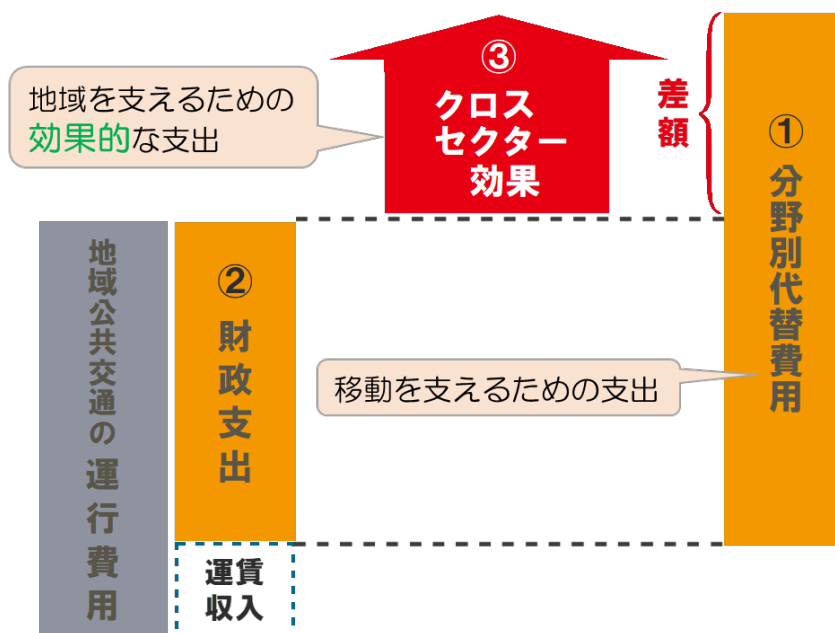 ③
クロス
セクター
効果
地域を支えるための
効果的な支出
差額
①分野別代替費用
地域公共交通の運行費用
②財政支出
移動を支えるための支出
運賃
収入